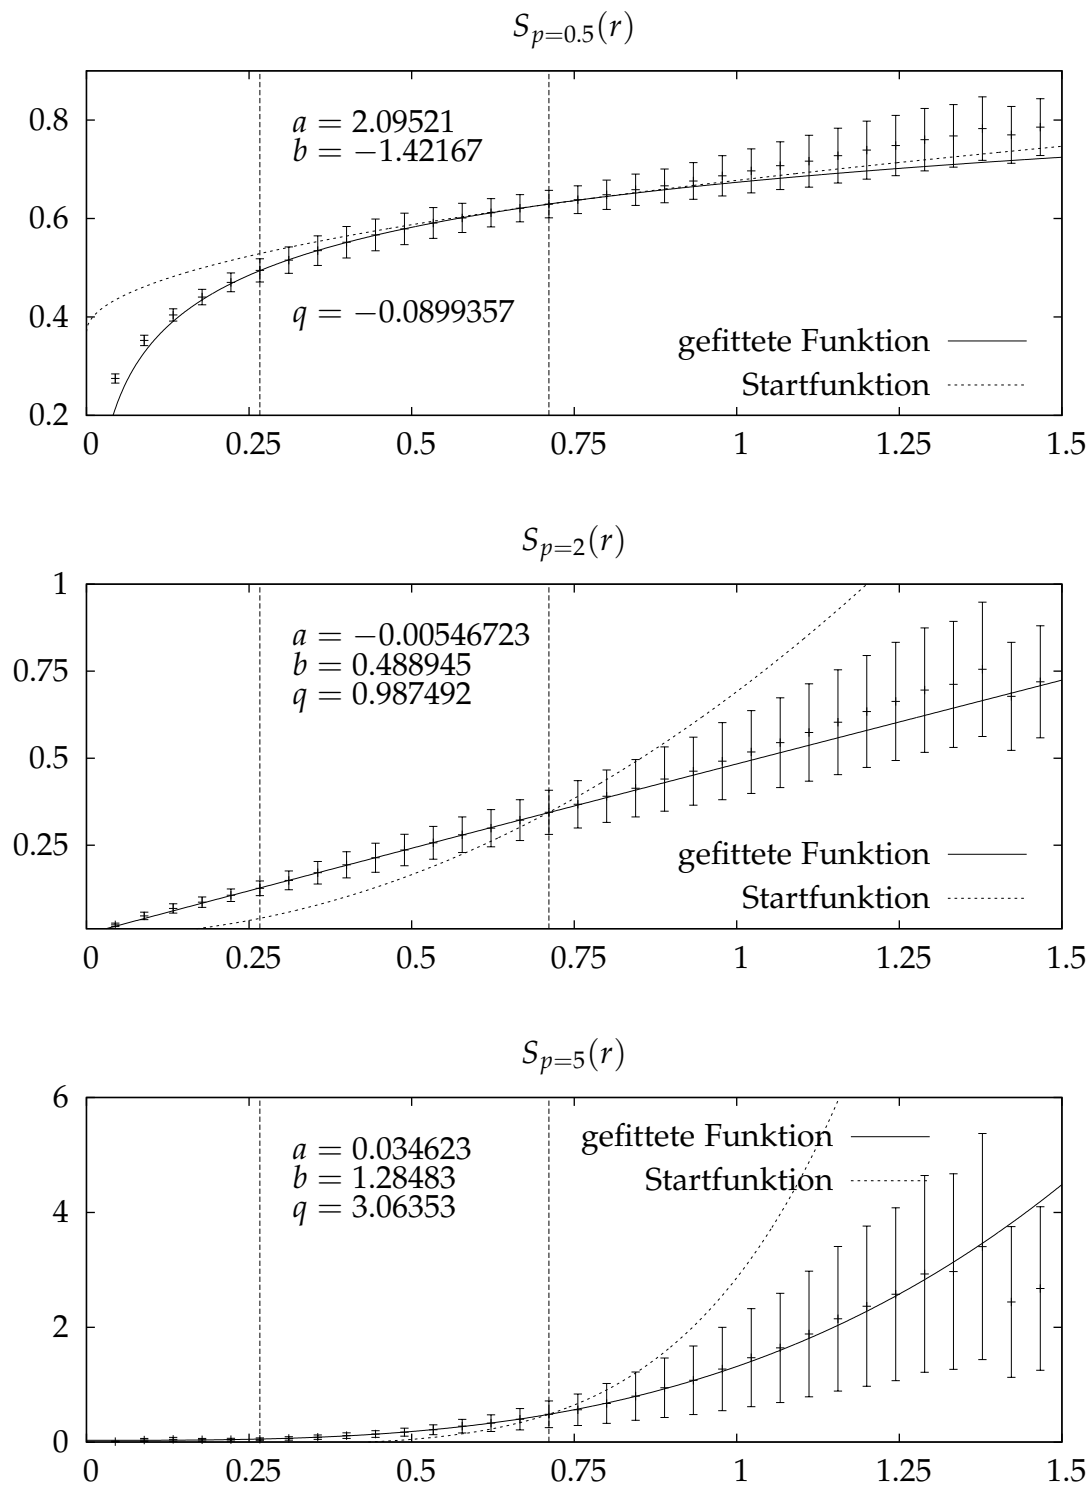 S_{p=0.5}(r)
0.8
a = 2.09521
b = −1.42167
0.6
0.4
q = −0.0899357
gefittete Funktion
Startfunktion
0.2
0 0.25 0.5 0.75 1 1.25 1.5
S_{p=2}(r)
1
a = −0.00546723
b = 0.488945
q = 0.987492
0.75
0.5
0.25
gefittete Funktion
Startfunktion
0 0.25 0.5 0.75 1 1.25 1.5
S_{p=5}(r)
6
gefittete Funktion
Startfunktion
a = 0.034623
b = 1.28483
q = 3.06353
4
2
0
0 0.25 0.5 0.75 1 1.25 1.5